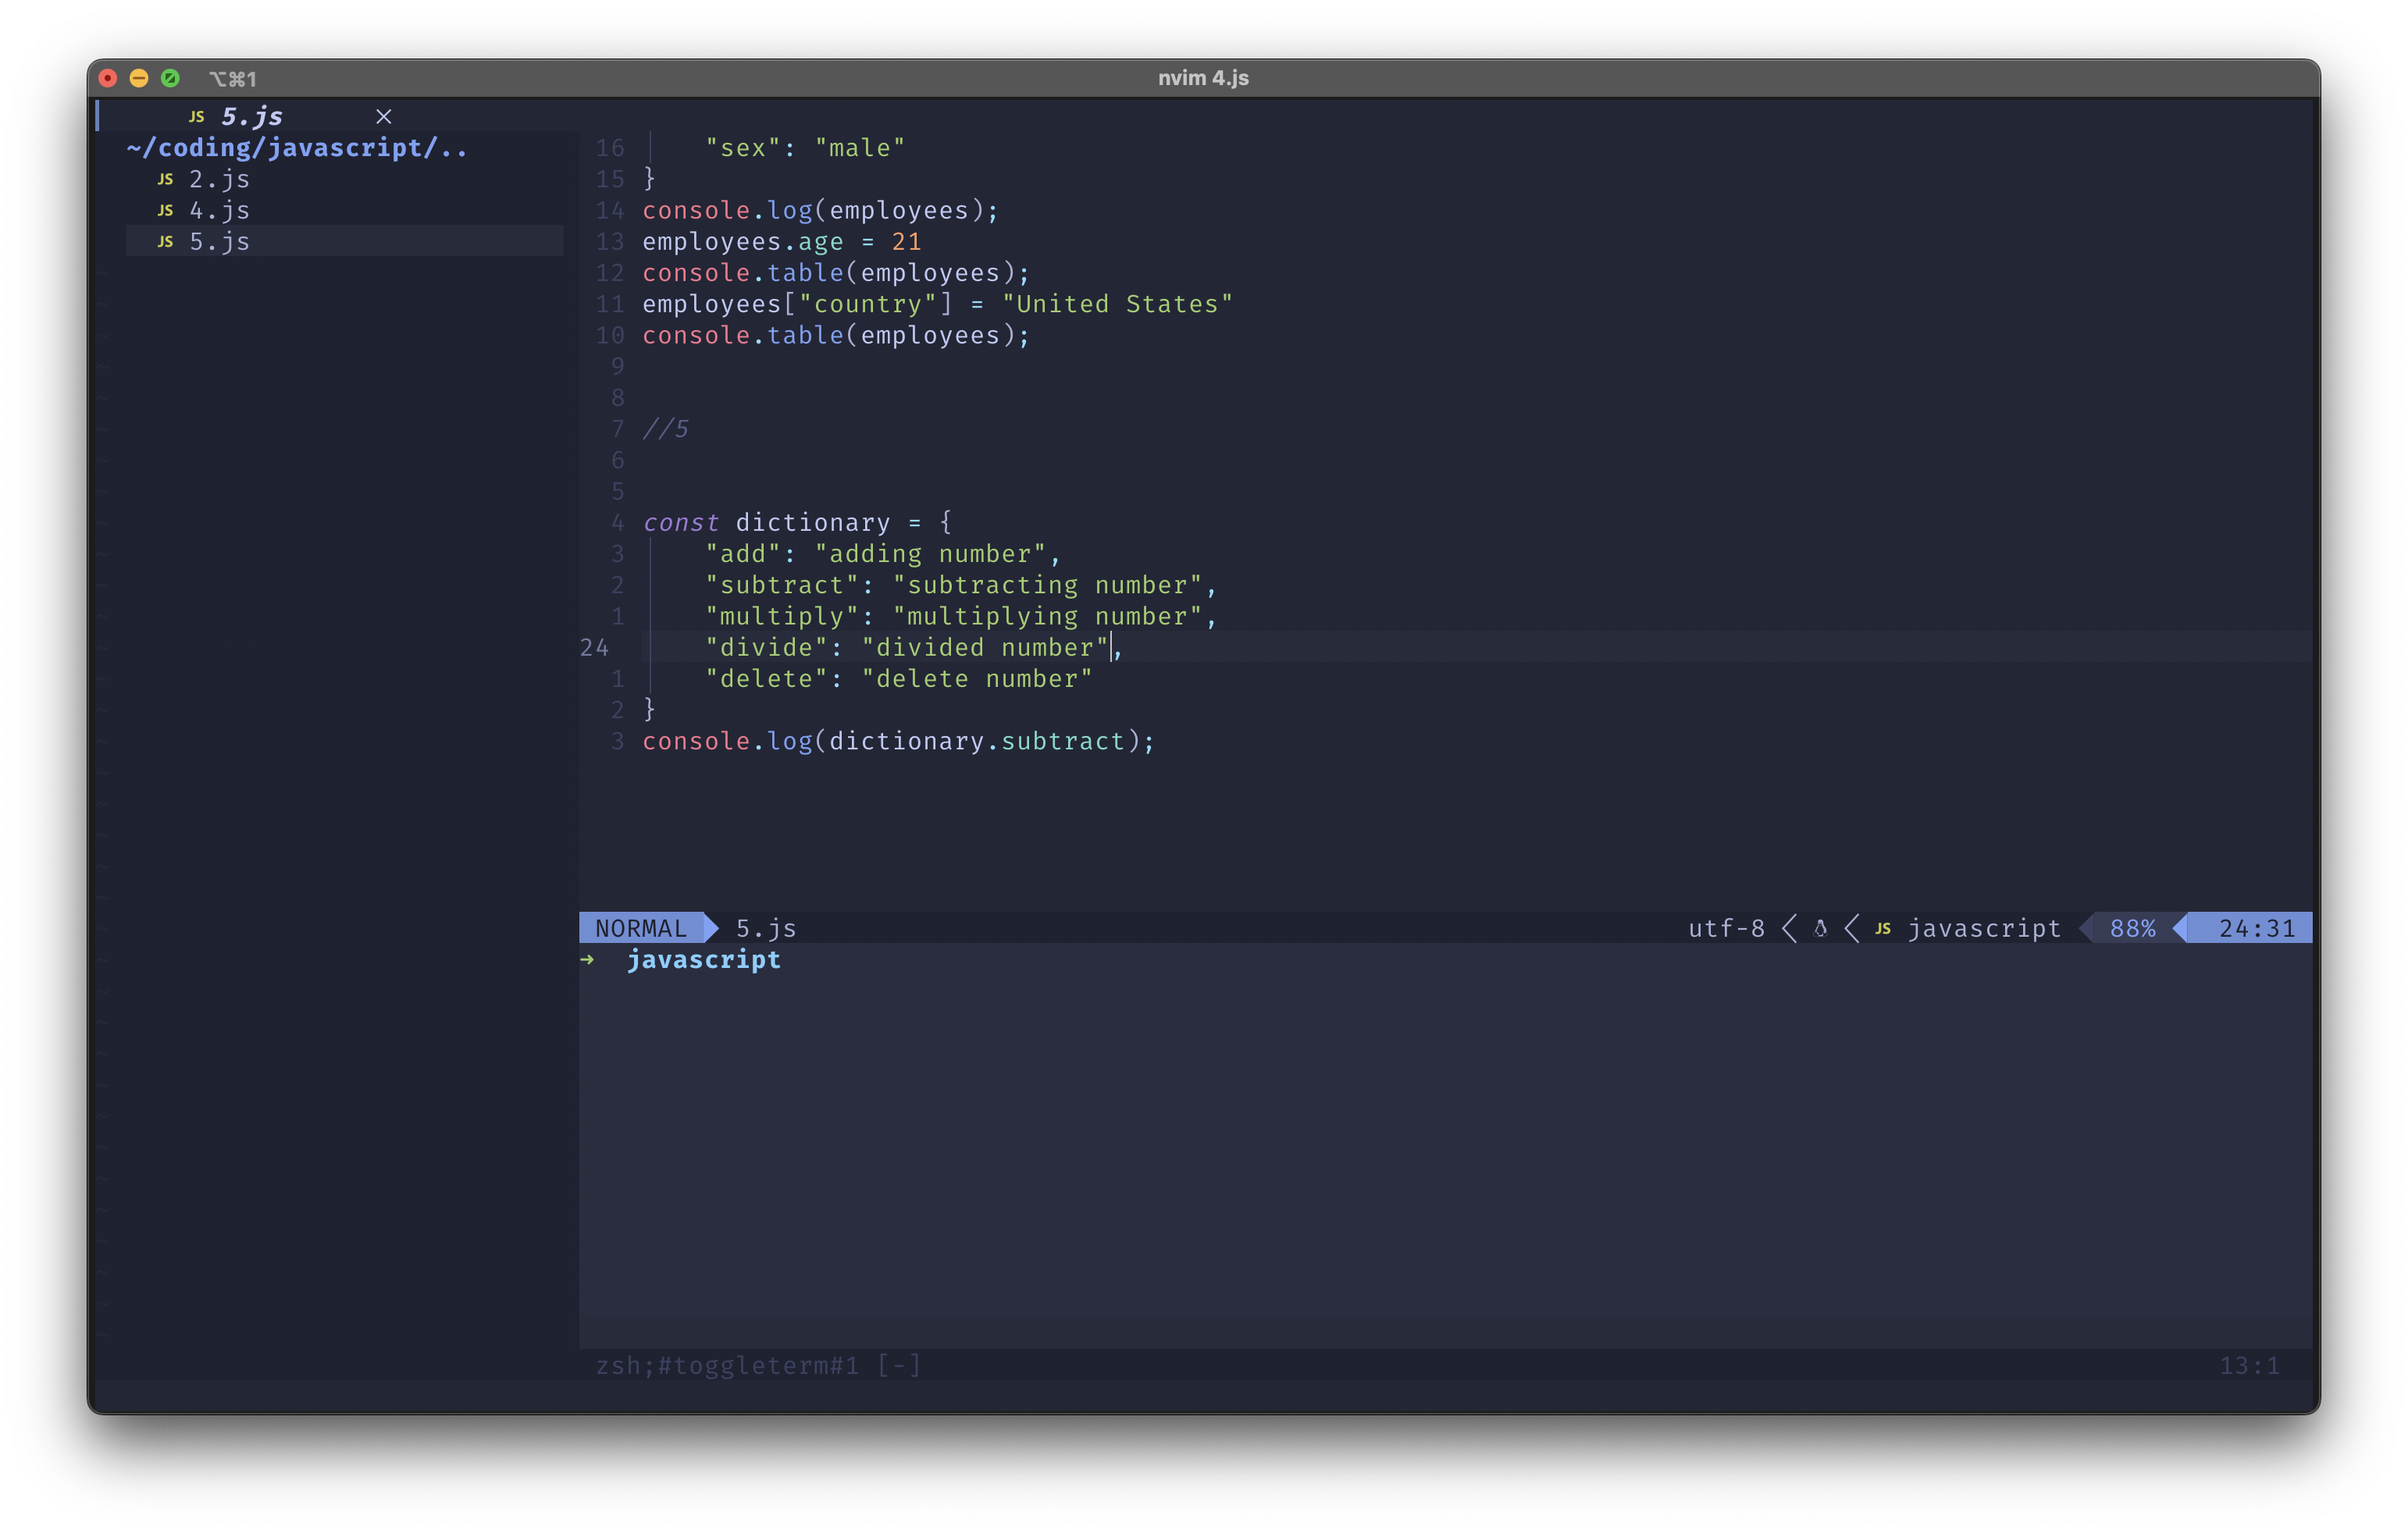 ⌥⌘1 nvim 4.js
JS 5.js ×
~/coding/javascript/..
JS 2.js
JS 4.js
JS 5.js
16 "sex": "male"
15 }
14 console.log(employees);
13 employees.age = 21
12 console.table(employees);
11 employees["country"] = "United States"
10 console.table(employees);
9
8
7 //5
6
5
4 const dictionary = {
3 "add": "adding number",
2 "subtract": "subtracting number",
1 "multiply": "multiplying number",
24 "divide": "divided number",
1 "delete": "delete number"
2 }
3 console.log(dictionary.subtract);
NORMAL 5.js utf-8 JS javascript 88% 24:31
→ javascript
zsh;#toggleterm#1 [-] 13:1